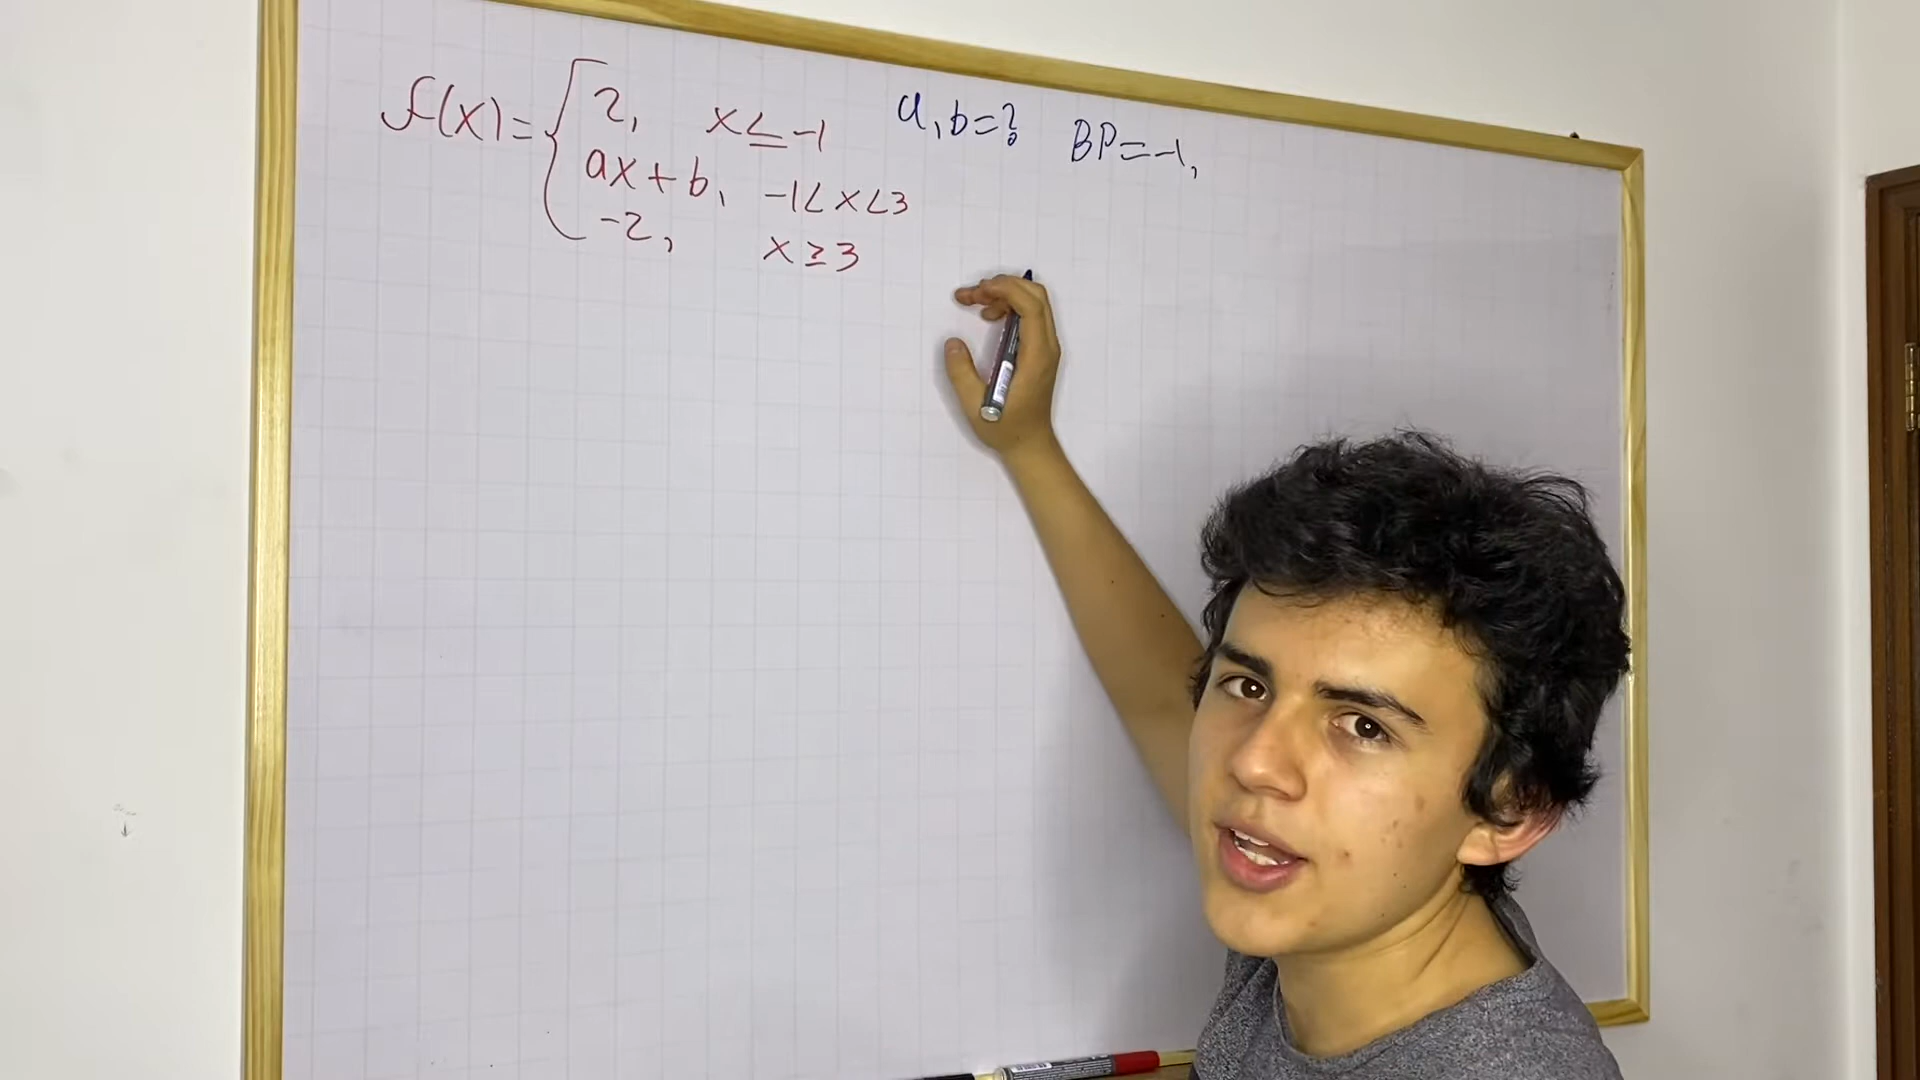 f(x) = { 2, x ≤ -1
ax + b, -1 < x < 3
-2, x ≥ 3
a, b = ?
BP = -1,